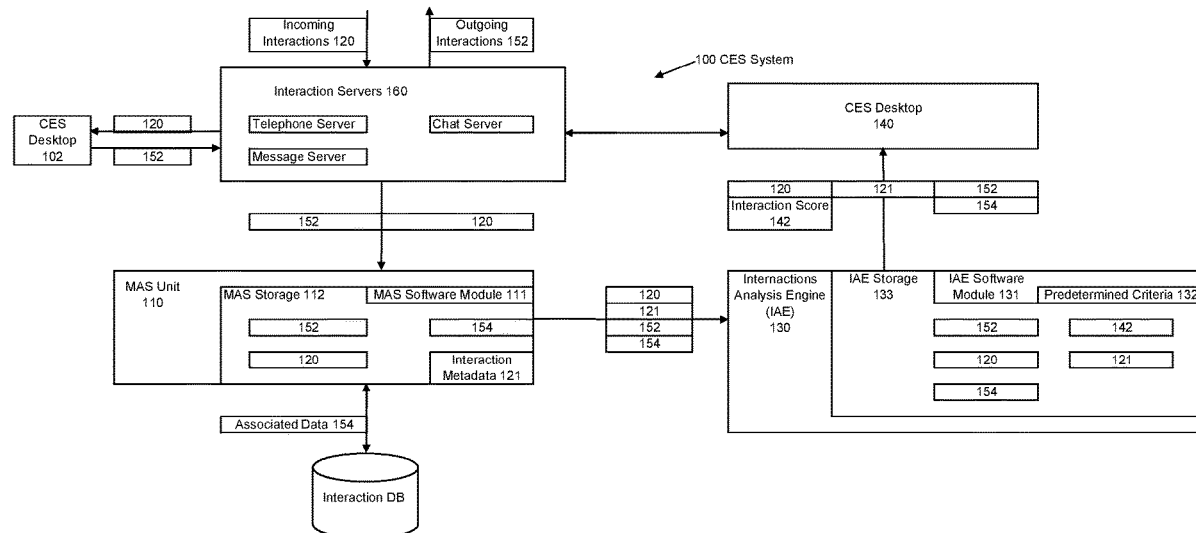 Incoming
Interactions 120
Outgoing
Interactions 152
100 CES System
Interaction Servers 160
Telephone Server
Chat Server
Message Server
CES
Desktop
102
120
152
CES Desktop
140
152
120
120
121
152
Interaction Score
142
154
MAS Unit
110
MAS Storage 112
MAS Software Module 111
152
154
120
Interaction
Metadata 121
120
121
152
154
Internactions
Analysis Engine
(IAE)
130
IAE Storage
133
IAE Software
Module 131
Predetermined Criteria 132
152
142
120
121
154
Associated Data 154
Interaction DB